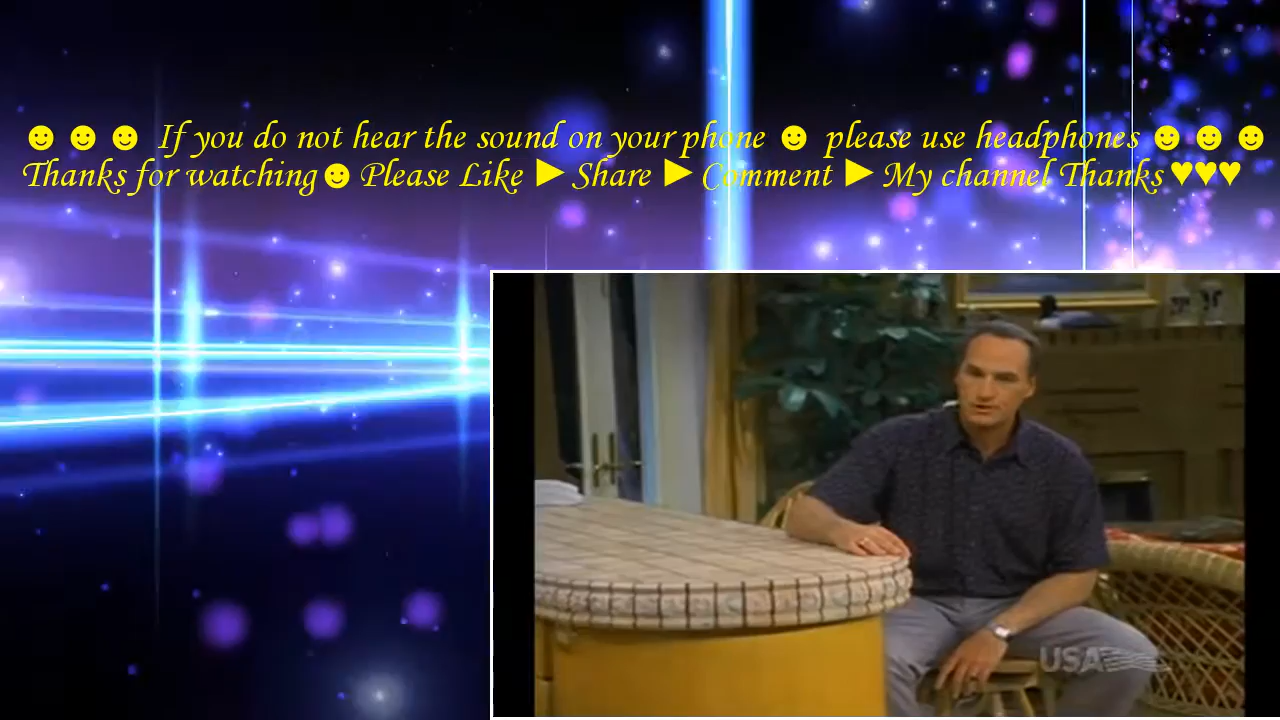 ☻☻☻ If you do not hear the sound on your phone ☻ please use headphones ☻☻☻
Thanks for watching☻Please Like ►Share ►Comment ►My channel Thanks ♥♥♥
USA